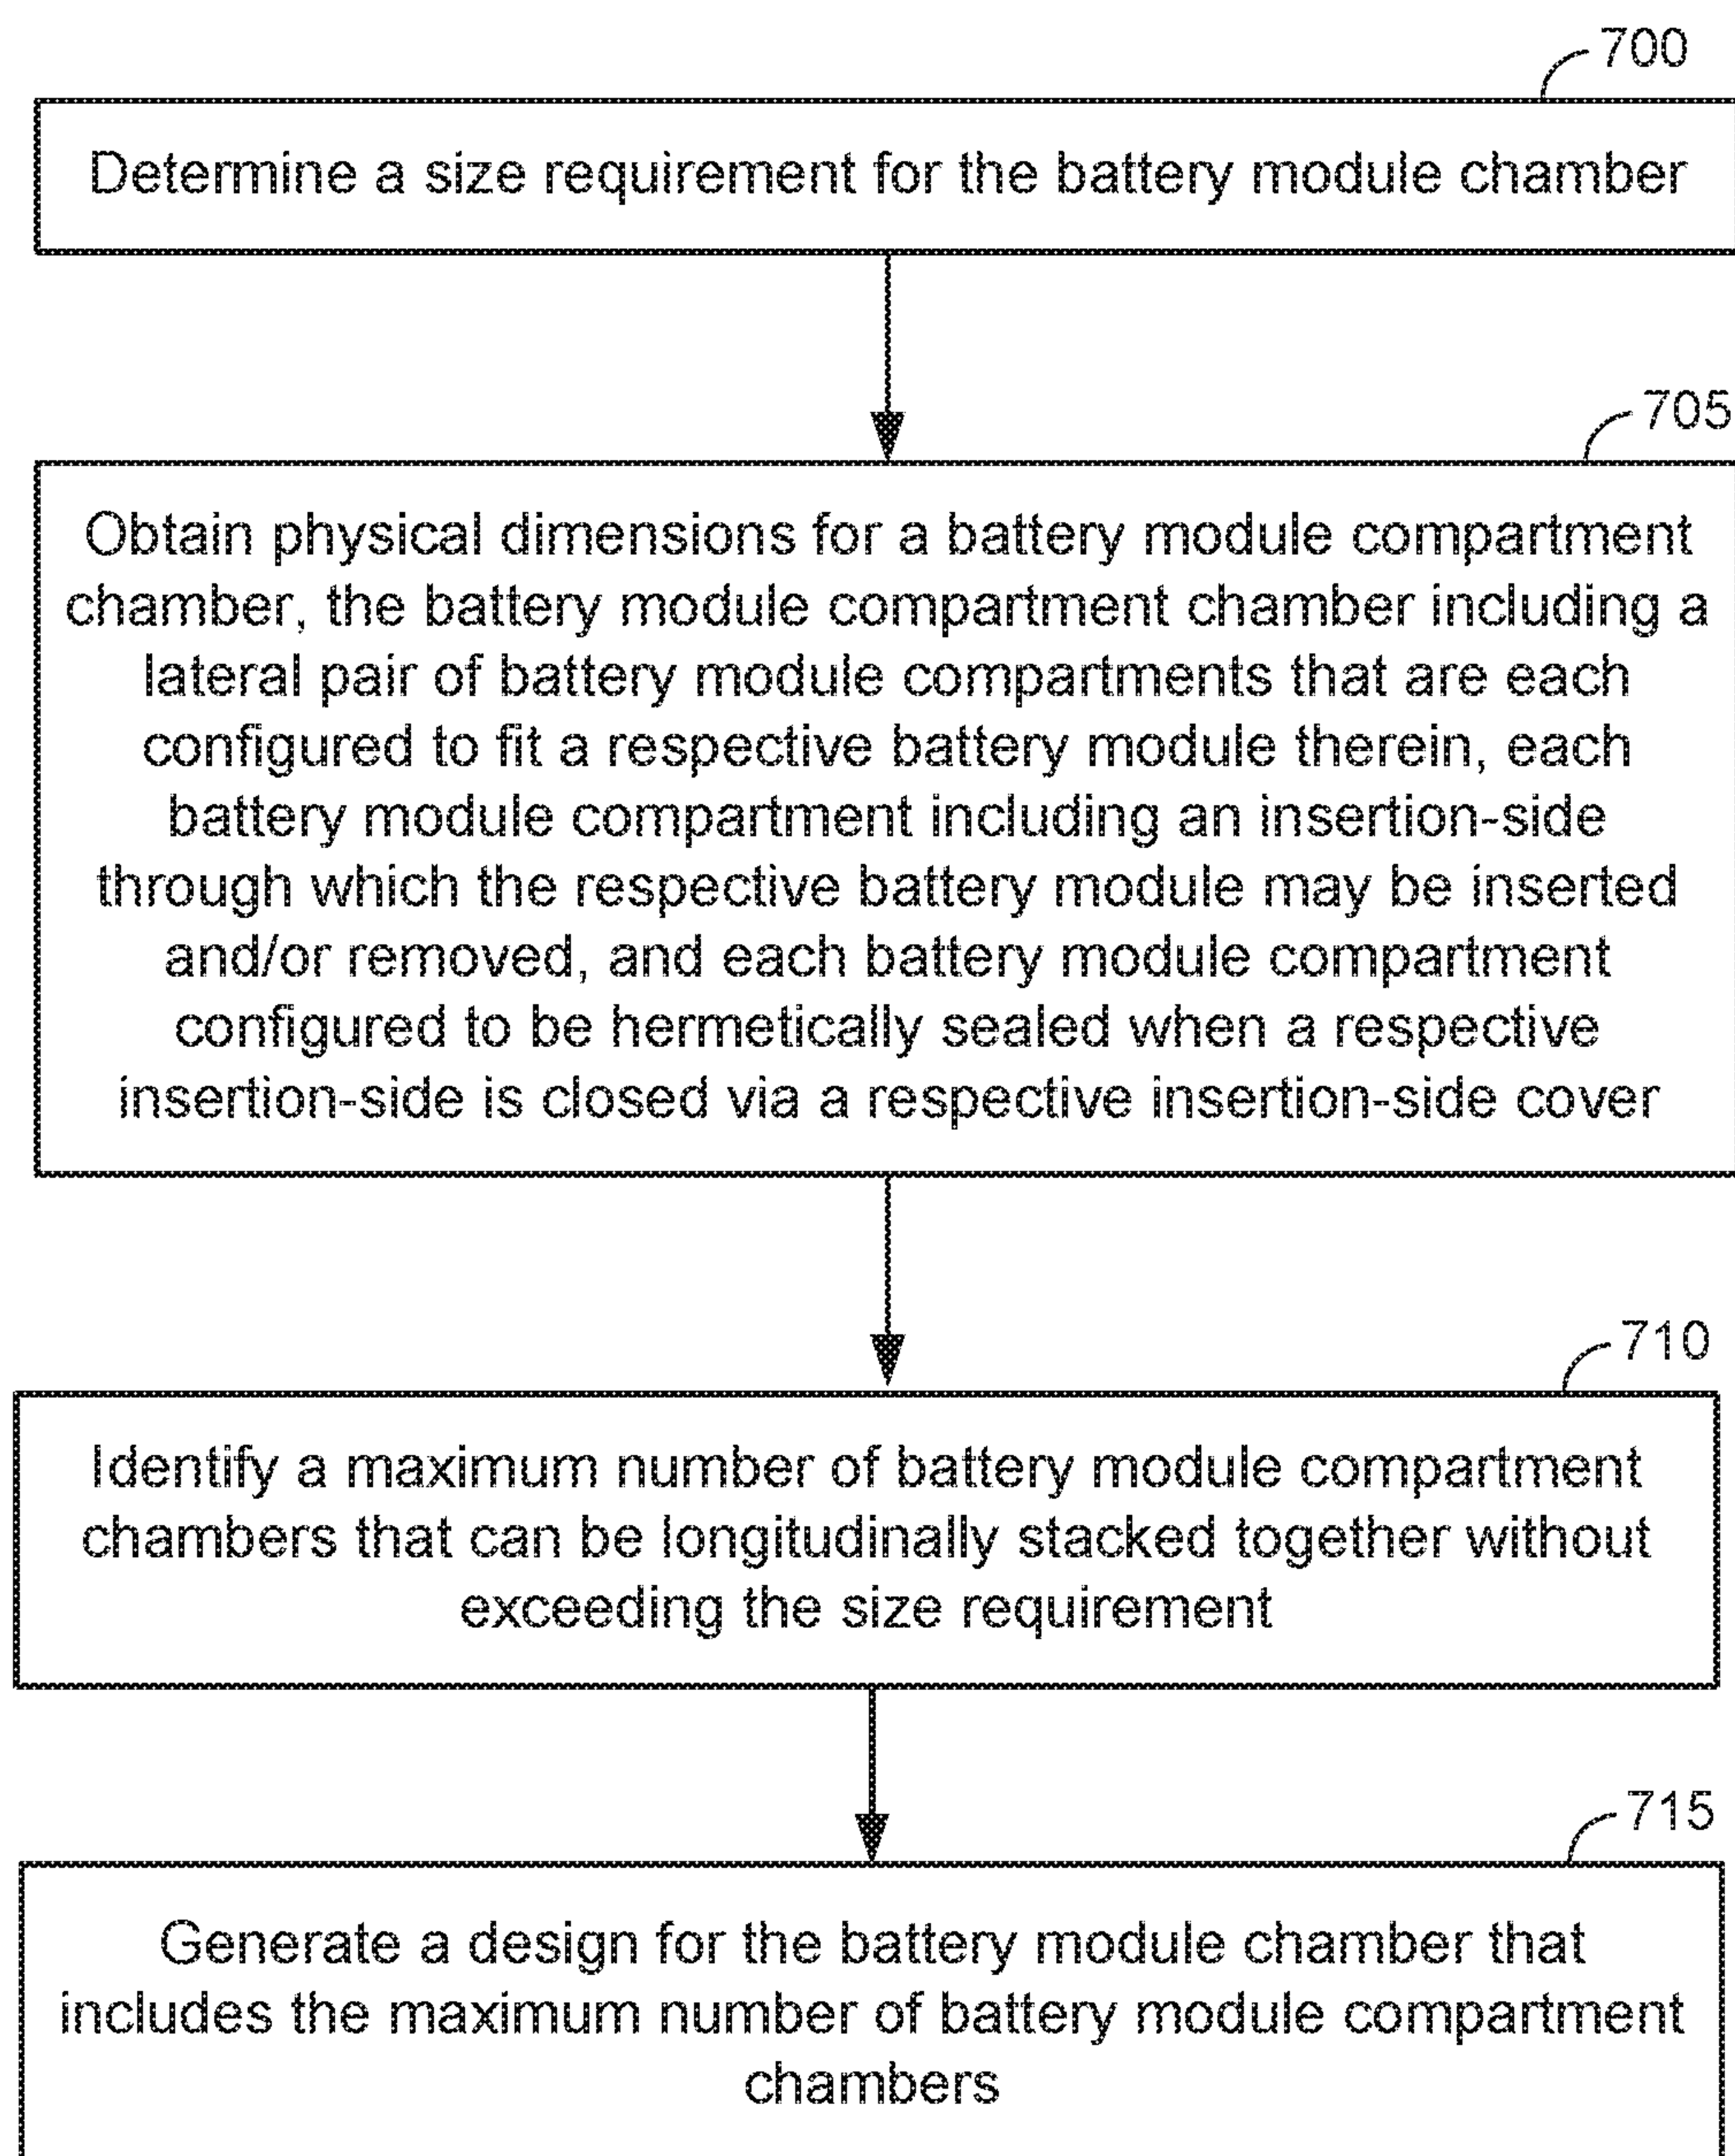 700
Determine a size requirement for the battery module chamber
705
Obtain physical dimensions for a battery module compartment
chamber, the battery module compartment chamber including a
lateral pair of battery module compartments that are each
configured to fit a respective battery module therein, each
battery module compartment including an insertion-side
through which the respective battery module may be inserted
and/or removed, and each battery module compartment
configured to be hermetically sealed when a respective
insertion-side is closed via a respective insertion-side cover
710
Identify a maximum number of battery module compartment
chambers that can be longitudinally stacked together without
exceeding the size requirement
715
Generate a design for the battery module chamber that
includes the maximum number of battery module compartment
chambers